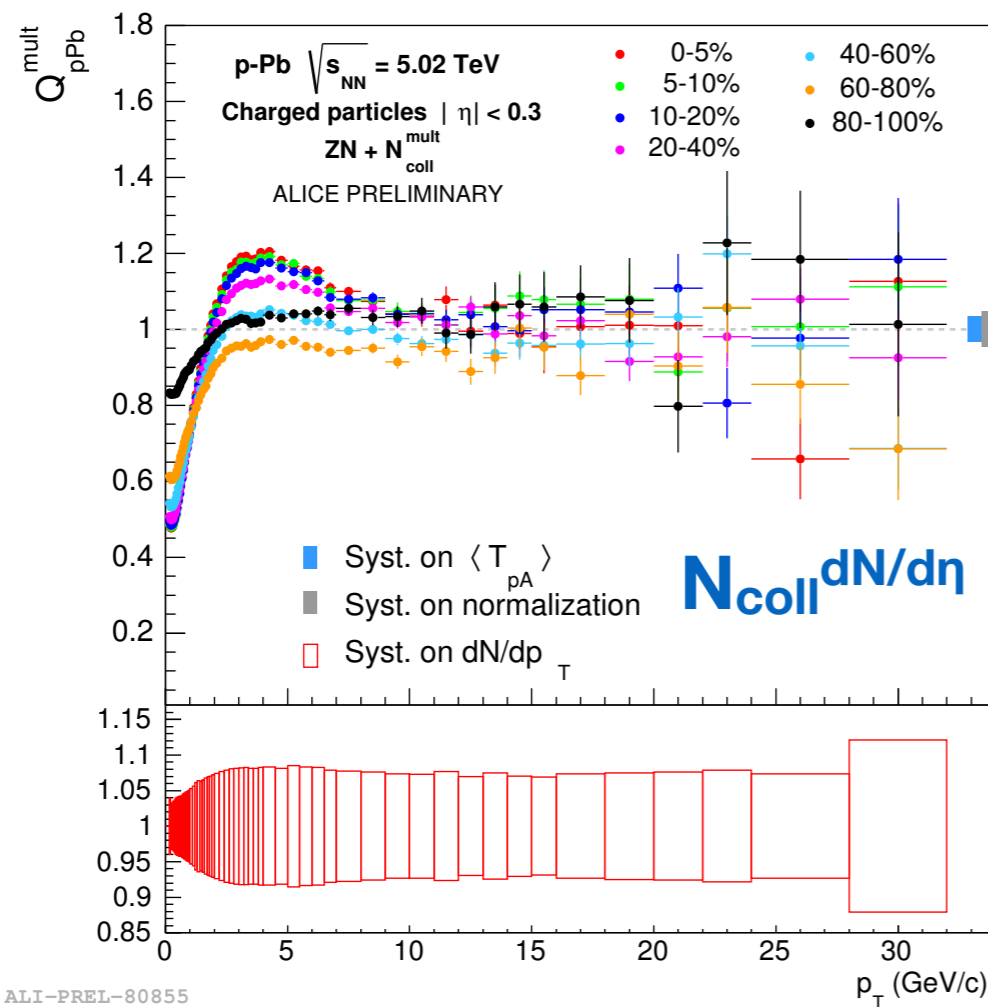 Q_pPb^mult
1.8
1.6
1.4
1.2
1
0.8
0.6
0.4
0.2
p-Pb √s_NN = 5.02 TeV
Charged particles | η| < 0.3
ZN + N_coll^mult
ALICE PRELIMINARY
0-5%
5-10%
10-20%
20-40%
40-60%
60-80%
80-100%
Syst. on ⟨ T_pA ⟩
Syst. on normalization
Syst. on dN/dp_T
N_coll^dN/dη
1.15
1.1
1.05
1
0.95
0.9
0.85
0 5 10 15 20 25 30
p_T (GeV/c)
ALI-PREL-80855